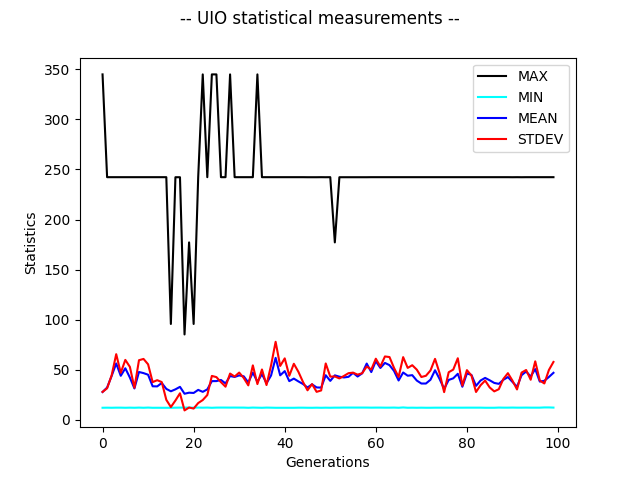 -- UIO statistical measurements --
MAX
MIN
MEAN
STDEV
Statistics
350
300
250
200
150
100
50
0
0 20 40 60 80 100
Generations